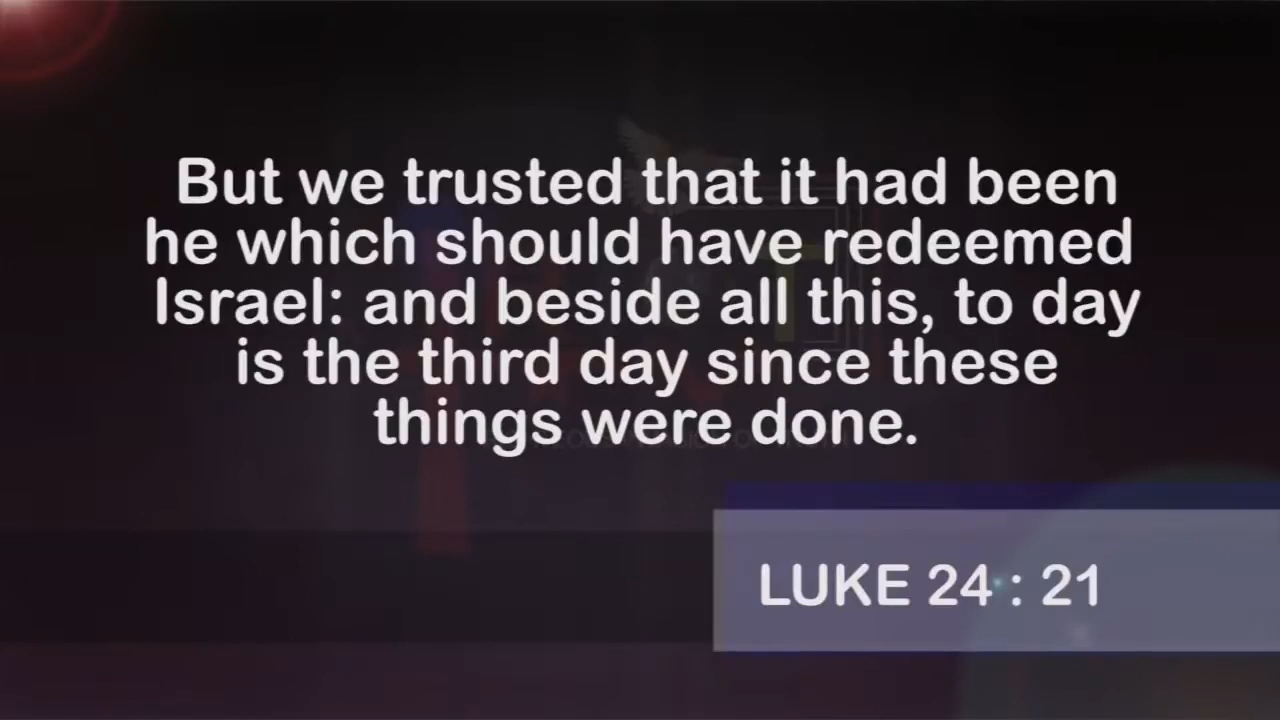 But we trusted that it had been
he which should have redeemed
Israel: and beside all this, to day
is the third day since these
things were done.
LUKE 24 : 21